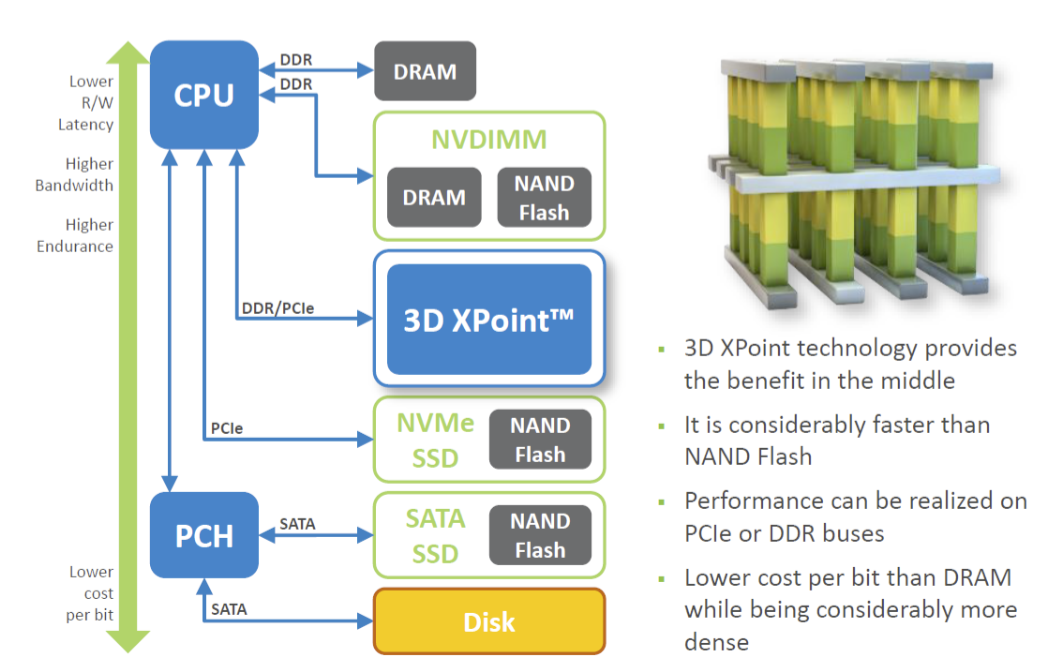 Lower
R/W
Latency
Higher
Bandwidth
Higher
Endurance
Lower
cost
per bit
CPU
DDR
DDR
DRAM
NVDIMM
DRAM
NAND
Flash
DDR/PCIe
3D XPoint™
PCIe
NVMe
SSD
NAND
Flash
PCH
SATA
SATA
SSD
NAND
Flash
SATA
Disk
▪ 3D XPoint technology provides
the benefit in the middle
▪ It is considerably faster than
NAND Flash
▪ Performance can be realized on
PCIe or DDR buses
▪ Lower cost per bit than DRAM
while being considerably more
dense